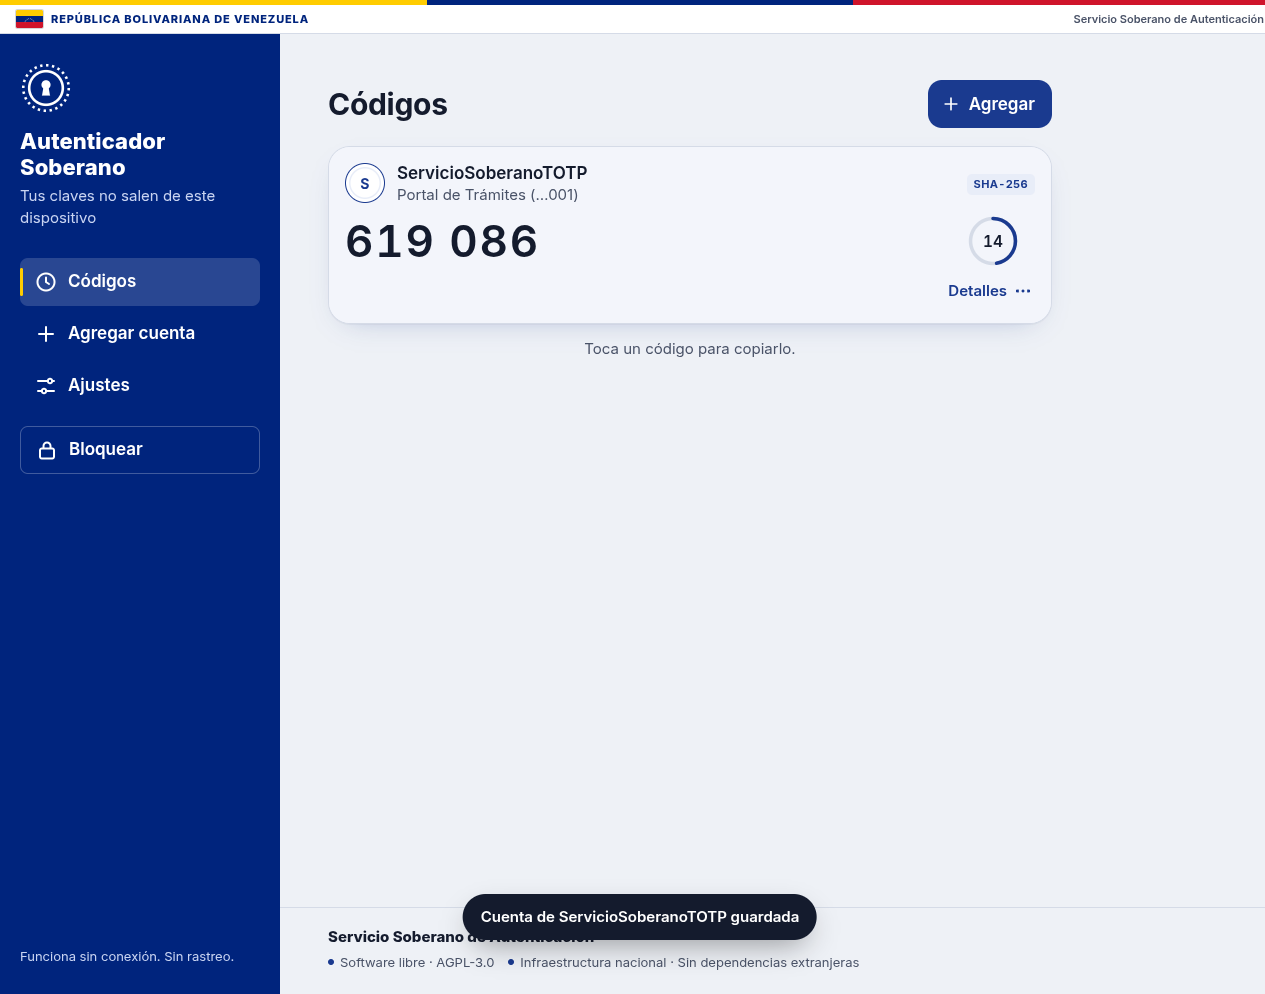 REPÚBLICA BOLIVARIANA DE VENEZUELA
Servicio Soberano de Autenticación
Autenticador
Soberano
Tus claves no salen de este
dispositivo
Códigos
Agregar cuenta
Ajustes
Bloquear
Funciona sin conexión. Sin rastreo.
Códigos
Agregar
S
ServicioSoberanoTOTP
Portal de Trámites (...001)
SHA-256
619 086
14
Detalles
Toca un código para copiarlo.
Cuenta de ServicioSoberanoTOTP guardada
Servicio Soberano de Autenticación
Software libre · AGPL-3.0
Infraestructura nacional · Sin dependencias extranjeras